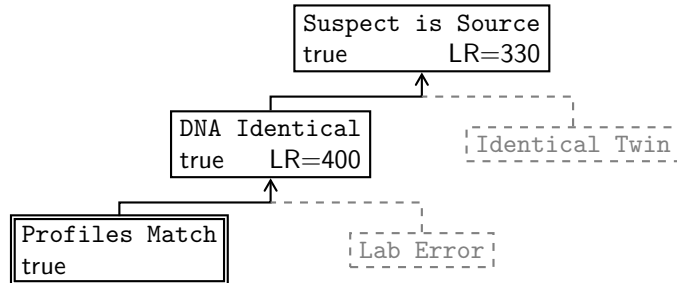 Suspect is Source
true LR=330
DNA Identical
true LR=400
Identical Twin
Profiles Match
true
Lab Error